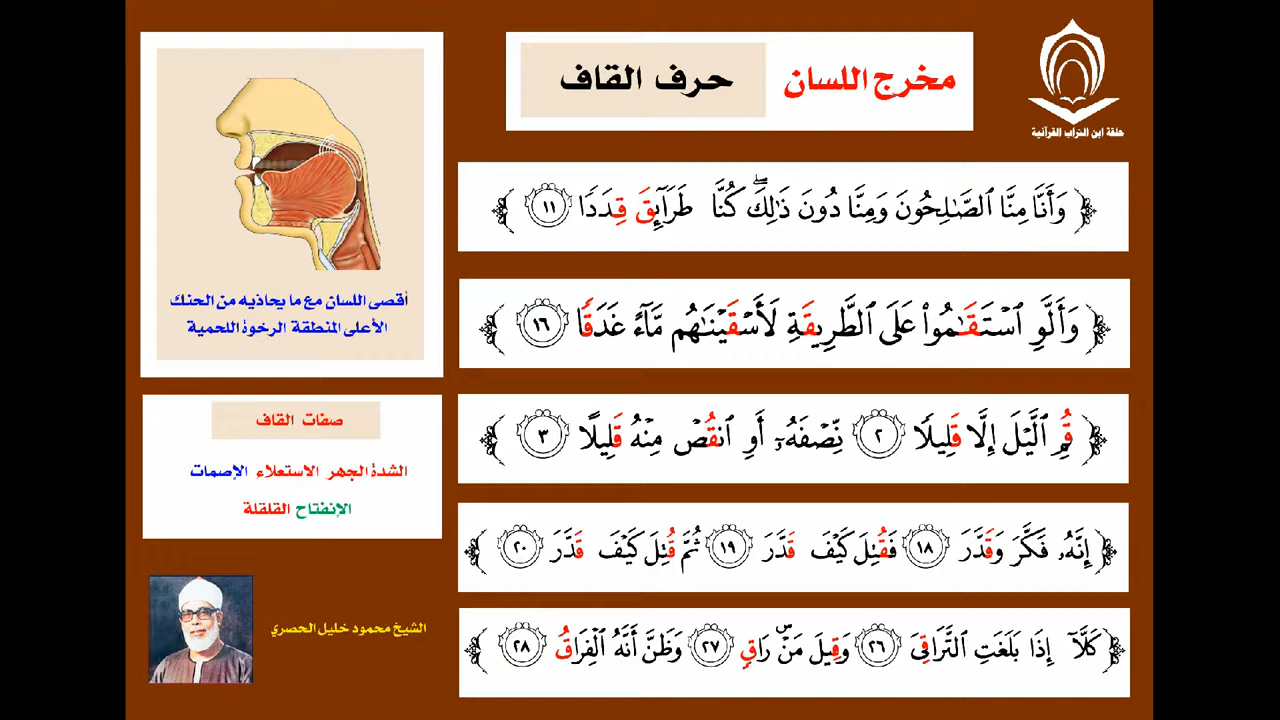 مخرج اللسان
حرف القاف
حلقة ابن التراب القرآنية
﴿ وَأَنَّا مِنَّا ٱلصَّٰلِحُونَ وَمِنَّا دُونَ ذَٰلِكَۖ كُنَّا طَرَآئِقَ قِدَدٗا ١١ ﴾
﴿ وَأَلَّوِ ٱسۡتَقَٰمُواْ عَلَى ٱلطَّرِيقَةِ لَأَسۡقَيۡنَٰهُم مَّآءً غَدَقٗا ١٦ ﴾
﴿ قُمِ ٱلَّيۡلَ إِلَّا قَلِيلٗا ٢ نِّصۡفَهُۥٓ أَوِ ٱنقُصۡ مِنۡهُ قَلِيلًا ٣ ﴾
﴿ إِنَّهُۥ فَكَّرَ وَقَدَّرَ ١٨ فَقُتِلَ كَيۡفَ قَدَّرَ ١٩ ثُمَّ قُتِلَ كَيۡفَ قَدَّرَ ٢٠ ﴾
﴿ كَلَّآ إِذَا بَلَغَتِ ٱلتَّرَاقِيَ ٢٦ وَقِيلَ مَنۡۜ رَاقٖ ٢٧ وَظَنَّ أَنَّهُ ٱلۡفِرَاقُ ٢٨ ﴾
أقصى اللسان مع ما يحاذيه من الحنك
الأعلى المنطقة الرخوة اللحمية
صفات القاف
الشدة الجهر الاستعلاء الإصمات
الإنفتاح القلقلة
الشيخ محمود خليل الحصري